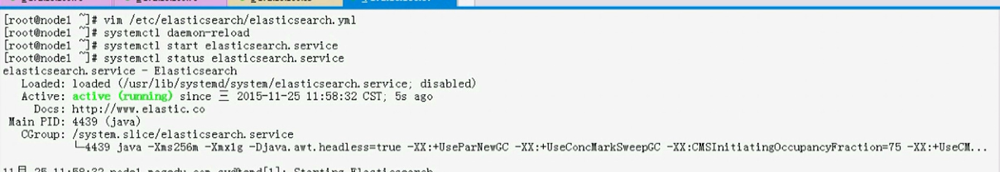 [root@node1 ~]# vim /etc/elasticsearch/elasticsearch.yml
[root@node1 ~]# systemctl daemon-reload
[root@node1 ~]# systemctl start elasticsearch.service
[root@node1 ~]# systemctl status elasticsearch.service
elasticsearch.service - Elasticsearch
Loaded: loaded (/usr/lib/systemd/system/elasticsearch.service; disabled)
Active: active (running) since 三 2015-11-25 11:58:32 CST; 5s ago
Docs: http://www.elastic.co
Main PID: 4439 (java)
CGroup: /system.slice/elasticsearch.service
└─4439 java -Xms256m -Xmx1g -Djava.awt.headless=true -XX:+UseParNewGC -XX:+UseConcMarkSweepGC -XX:CMSInitiatingOccupancyFraction=75 -XX:+UseCM...
11月 25 11:58:32 node1 systemd[1]: Starting Elasticsearch